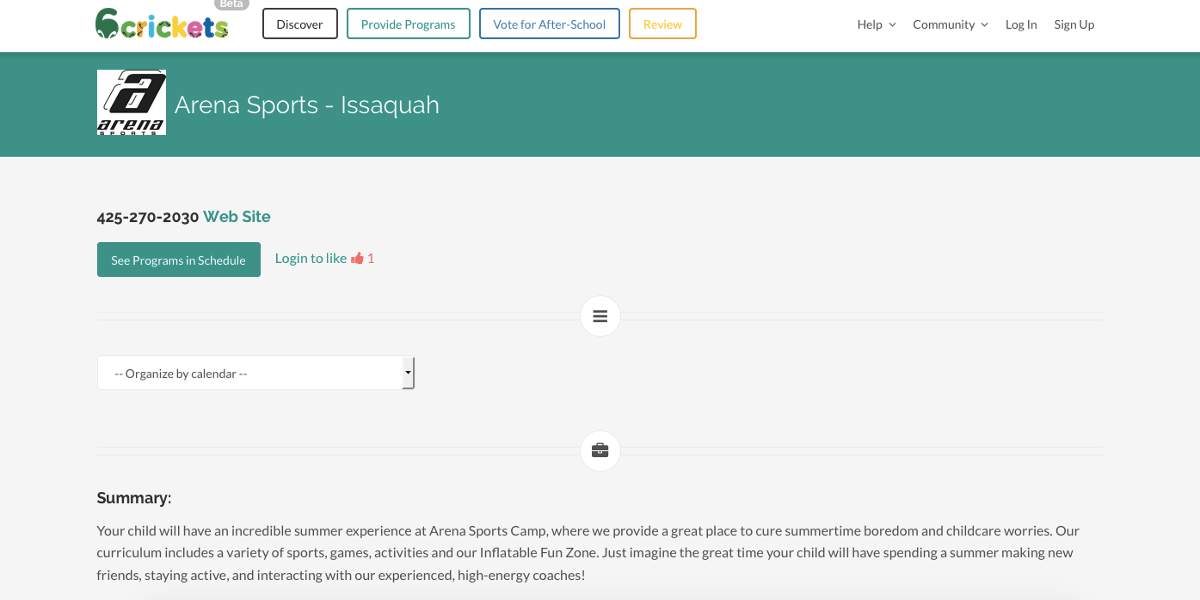 Beta
6crickets
Discover
Provide Programs
Vote for After-School
Review
Help
Community
Log In
Sign Up
arena
SPORTS
Arena Sports - Issaquah
425-270-2030 Web Site
See Programs in Schedule
Login to like 1
-- Organize by calendar --
Summary:
Your child will have an incredible summer experience at Arena Sports Camp, where we provide a great place to cure summertime boredom and childcare worries. Our
curriculum includes a variety of sports, games, activities and our Inflatable Fun Zone. Just imagine the great time your child will have spending a summer making new
friends, staying active, and interacting with our experienced, high-energy coaches!